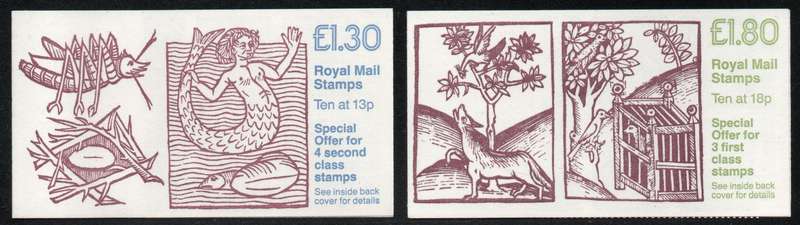 £1.30
Royal Mail
Stamps
Ten at 13p
Special
Offer for
4 second
class
stamps
See inside back
cover for details
£1.80
Royal Mail
Stamps
Ten at 18p
Special
Offer for
3 first
class
stamps
See inside back
cover for details